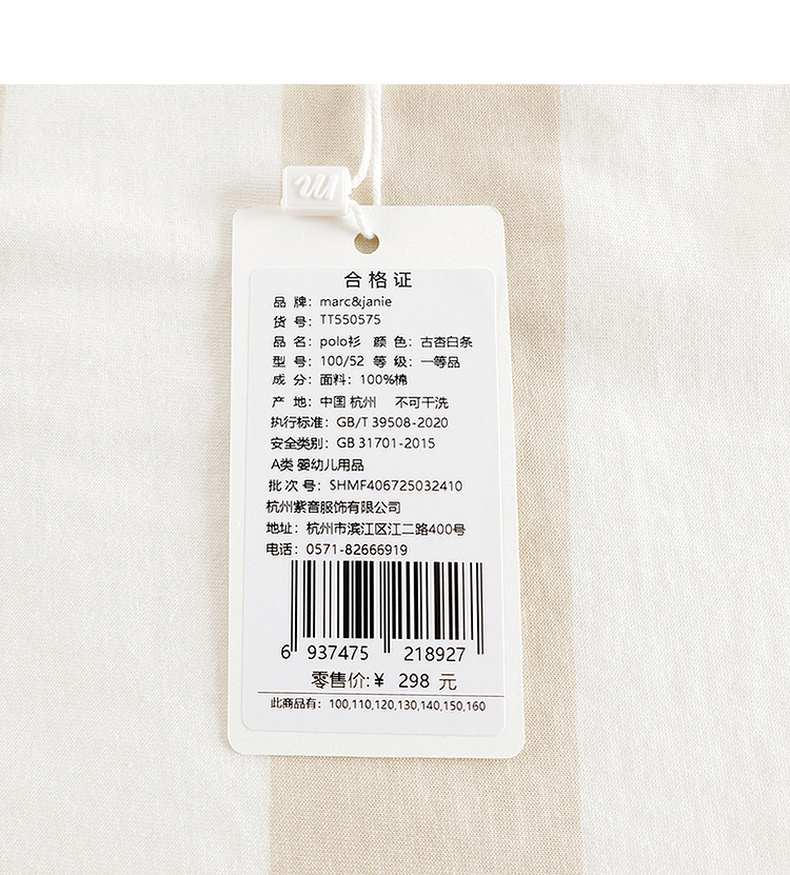 合格证
品 牌: marc&janie
货 号: TT550575
品 名: polo衫 颜 色: 古杏白条
型 号: 100/52 等 级: 一等品
成 分: 面料: 100%棉
产 地: 中国 杭州 不可干洗
执行标准: GB/T 39508-2020
安全类别: GB 31701-2015
A类 婴幼儿用品
批 次 号: SHMF406725032410
杭州紫音服饰有限公司
地址: 杭州市滨江区江二路400号
电话: 0571-82666919
6 937475 218927
零售价:¥ 298 元
此商品有: 100,110,120,130,140,150,160